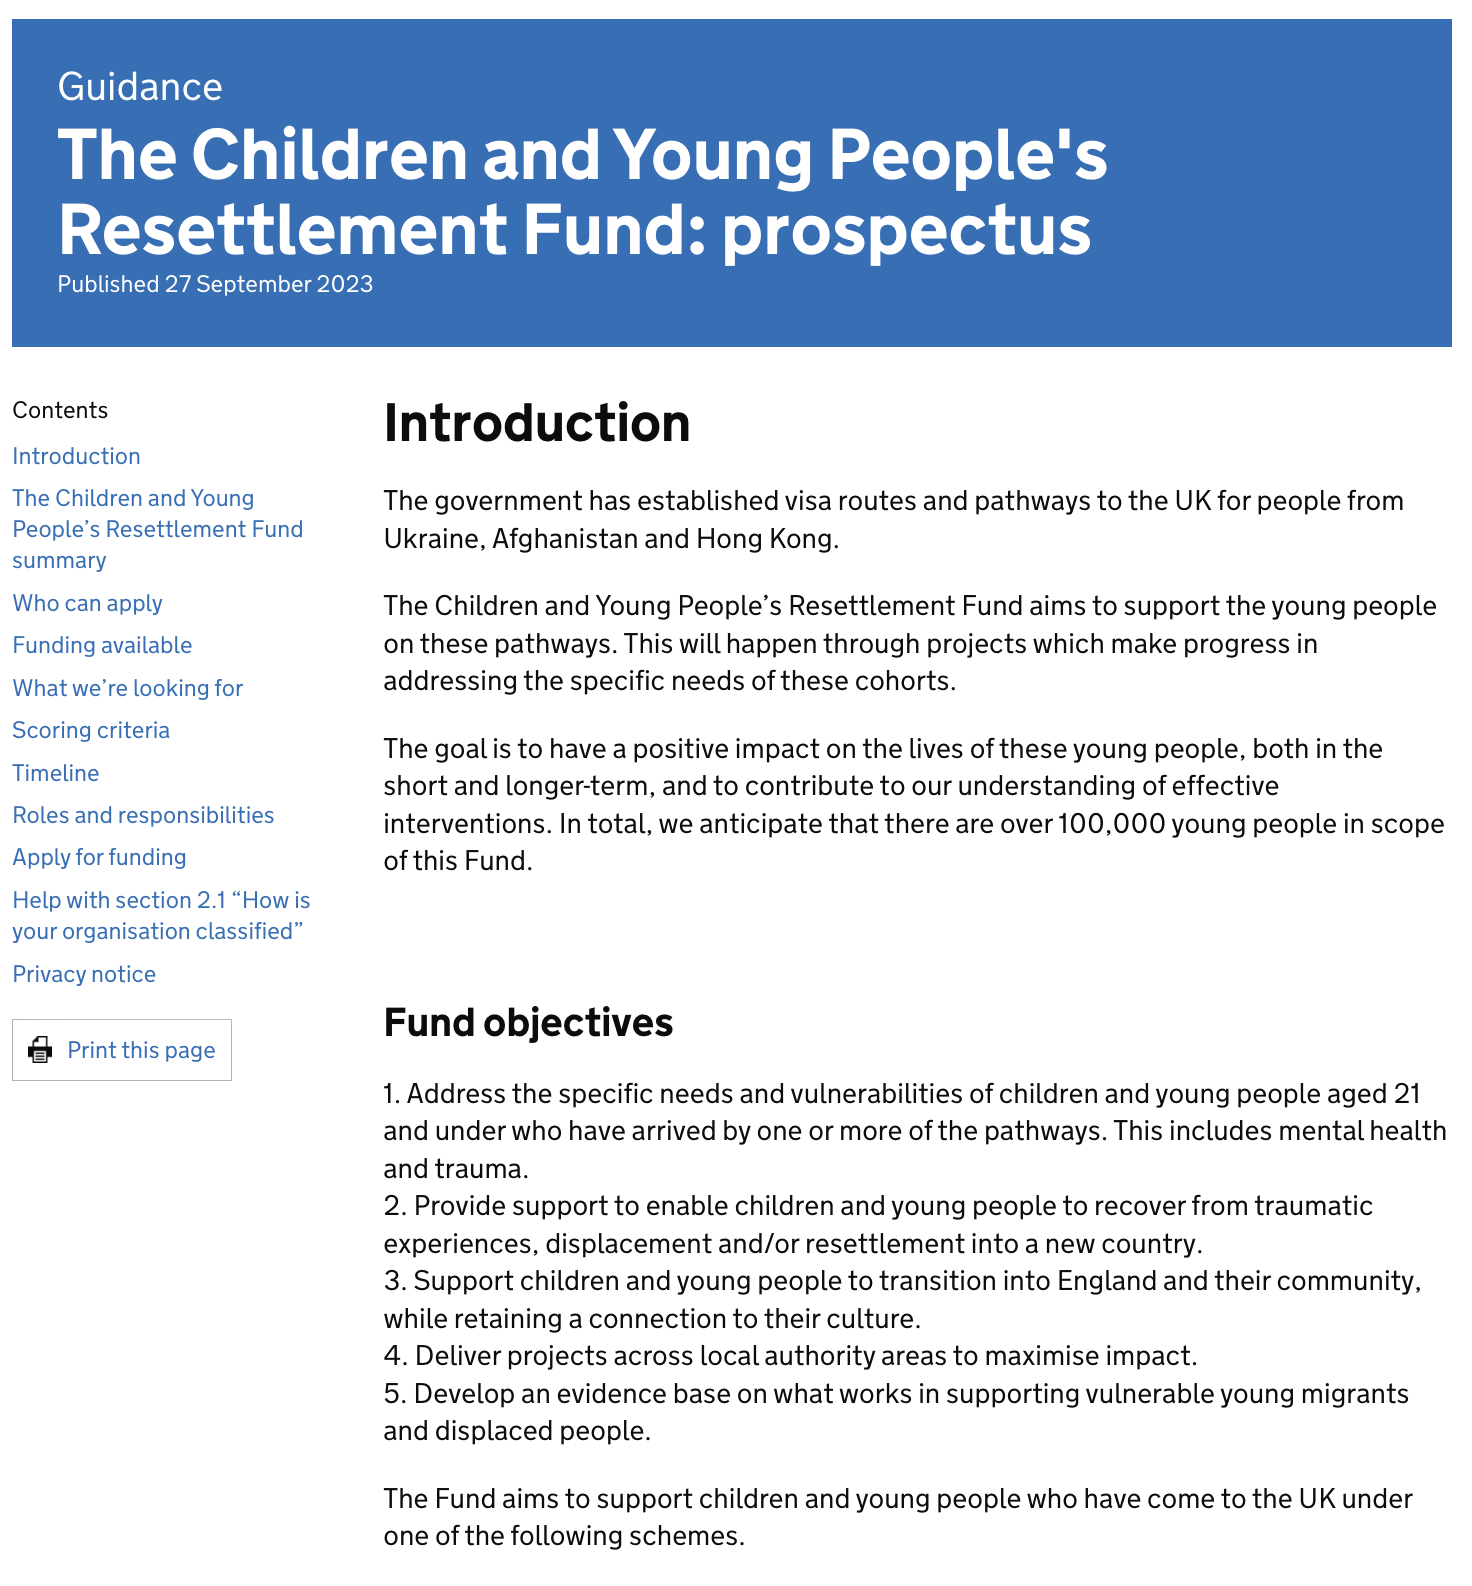 Guidance
The Children and Young People's
Resettlement Fund: prospectus
Published 27 September 2023
Contents
Introduction
The Children and Young
People’s Resettlement Fund
summary
Who can apply
Funding available
What we’re looking for
Scoring criteria
Timeline
Roles and responsibilities
Apply for funding
Help with section 2.1 “How is
your organisation classified”
Privacy notice
Print this page
Introduction
The government has established visa routes and pathways to the UK for people from
Ukraine, Afghanistan and Hong Kong.
The Children and Young People’s Resettlement Fund aims to support the young people
on these pathways. This will happen through projects which make progress in
addressing the specific needs of these cohorts.
The goal is to have a positive impact on the lives of these young people, both in the
short and longer-term, and to contribute to our understanding of effective
interventions. In total, we anticipate that there are over 100,000 young people in scope
of this Fund.
Fund objectives
1. Address the specific needs and vulnerabilities of children and young people aged 21
and under who have arrived by one or more of the pathways. This includes mental health
and trauma.
2. Provide support to enable children and young people to recover from traumatic
experiences, displacement and/or resettlement into a new country.
3. Support children and young people to transition into England and their community,
while retaining a connection to their culture.
4. Deliver projects across local authority areas to maximise impact.
5. Develop an evidence base on what works in supporting vulnerable young migrants
and displaced people.
The Fund aims to support children and young people who have come to the UK under
one of the following schemes.